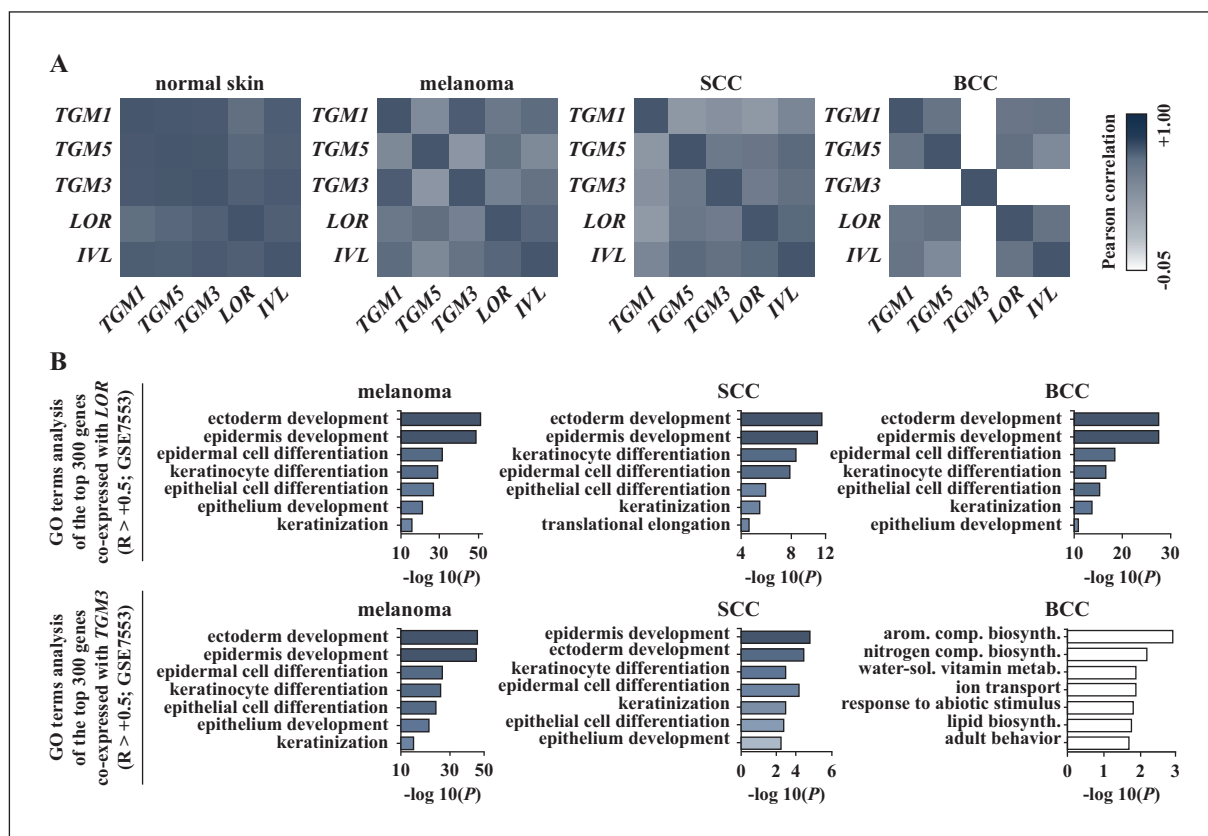 A
normal skin
TGM1
TGM5
TGM3
LOR
IVL
TGM1
TGM5
TGM3
LOR
IVL
melanoma
TGM1
TGM5
TGM3
LOR
IVL
TGM1
TGM5
TGM3
LOR
IVL
SCC
TGM1
TGM5
TGM3
LOR
IVL
TGM1
TGM5
TGM3
LOR
IVL
BCC
TGM1
TGM5
TGM3
LOR
IVL
TGM1
TGM5
TGM3
LOR
IVL
Pearson correlation
+1.00
-0.05
B
GO terms analysis
of the top 300 genes
co-expressed with LOR
(R > +0.5; GSE7553)
melanoma
ectoderm development
epidermis development
epidermal cell differentiation
keratinocyte differentiation
epithelial cell differentiation
epithelium development
keratinization
10 30 50
-log 10(P)
SCC
ectoderm development
epidermis development
keratinocyte differentiation
epidermal cell differentiation
epithelial cell differentiation
keratinization
translational elongation
4 8 12
-log 10(P)
BCC
ectoderm development
epidermis development
epidermal cell differentiation
keratinocyte differentiation
epithelial cell differentiation
keratinization
epithelium development
10 20 30
-log 10(P)
GO terms analysis
of the top 300 genes
co-expressed with TGM3
(R > +0.5; GSE7553)
melanoma
ectoderm development
epidermis development
epidermal cell differentiation
keratinocyte differentiation
epithelial cell differentiation
epithelium development
keratinization
10 30 50
-log 10(P)
SCC
epidermis development
ectoderm development
keratinocyte differentiation
epidermal cell differentiation
keratinization
epithelial cell differentiation
epithelium development
0 2 4 6
-log 10(P)
BCC
arom. comp. biosynth.
nitrogen comp. biosynth.
water-sol. vitamin metab.
ion transport
response to abiotic stimulus
lipid biosynth.
adult behavior
0 1 2 3
-log 10(P)